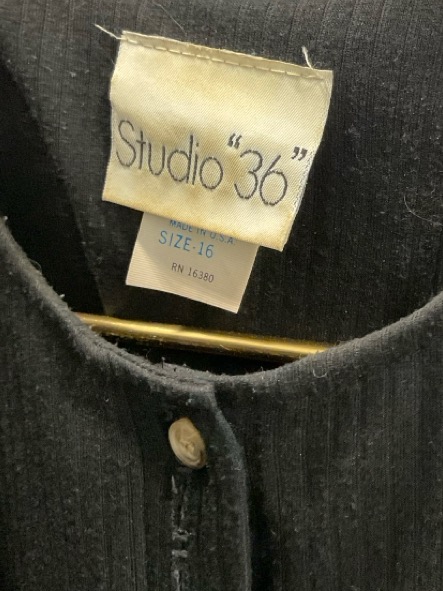 Studio "36"
MADE IN U.S.A
SIZE-16
RN 16380